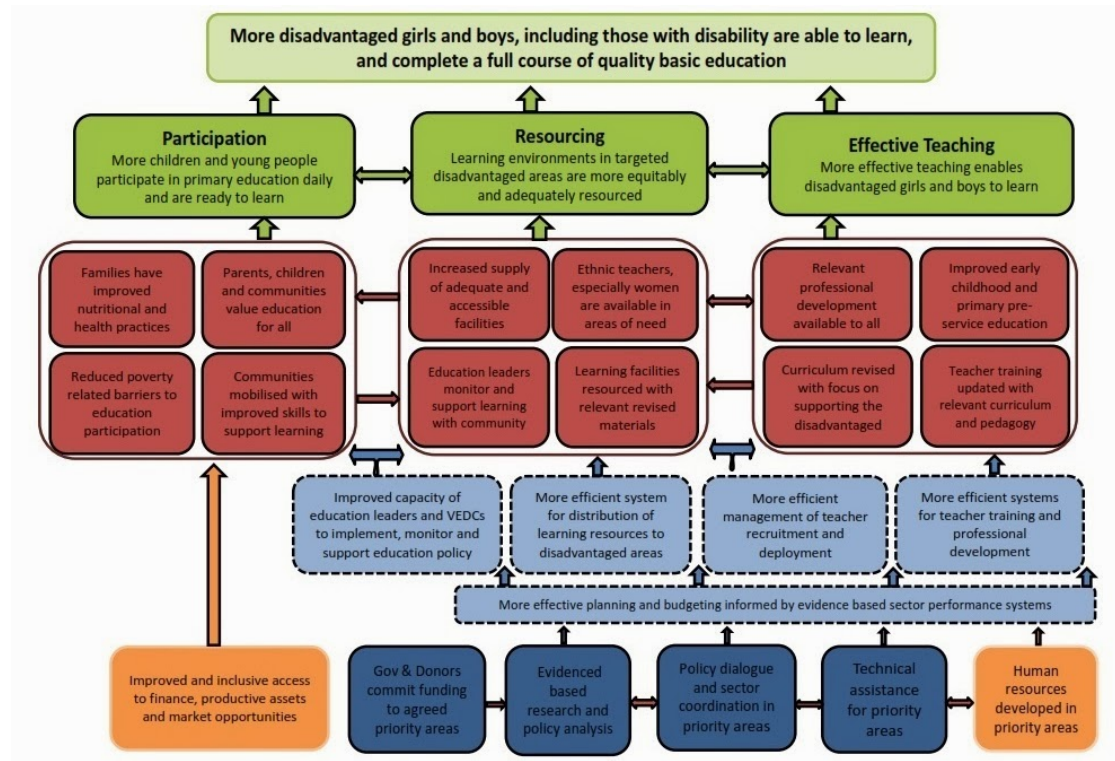 More disadvantaged girls and boys, including those with disability are able to learn,
and complete a full course of quality basic education
Participation
More children and young people
participate in primary education daily
and are ready to learn
Resourcing
Learning environments in targeted
disadvantaged areas are more equitably
and adequately resourced
Effective Teaching
More effective teaching enables
disadvantaged girls and boys to learn
Families have
improved
nutritional and
health practices
Parents, children
and communities
value education
for all
Reduced poverty
related barriers to
education
participation
Communities
mobilised with
improved skills to
support learning
Increased supply
of adequate and
accessible
facilities
Ethnic teachers,
especially women
are available in
areas of need
Education leaders
monitor and
support learning
with community
Learning facilities
resourced with
relevant revised
materials
Relevant
professional
development
available to all
Improved early
childhood and
primary pre-
service education
Curriculum revised
with focus on
supporting the
disadvantaged
Teacher training
updated with
relevant curriculum
and pedagogy
Improved capacity of
education leaders and VEDCs
to implement, monitor and
support education policy
More efficient system
for distribution of
learning resources to
disadvantaged areas
More efficient
management of teacher
recruitment and
deployment
More efficient systems
for teacher training and
professional
development
More effective planning and budgeting informed by evidence based sector performance systems
Improved and inclusive access
to finance, productive assets
and market opportunities
Gov & Donors
commit funding
to agreed
priority areas
Evidenced
based
research and
policy analysis
Policy dialogue
and sector
coordination in
priority areas
Technical
assistance
for priority
areas
Human
resources
developed in
priority areas